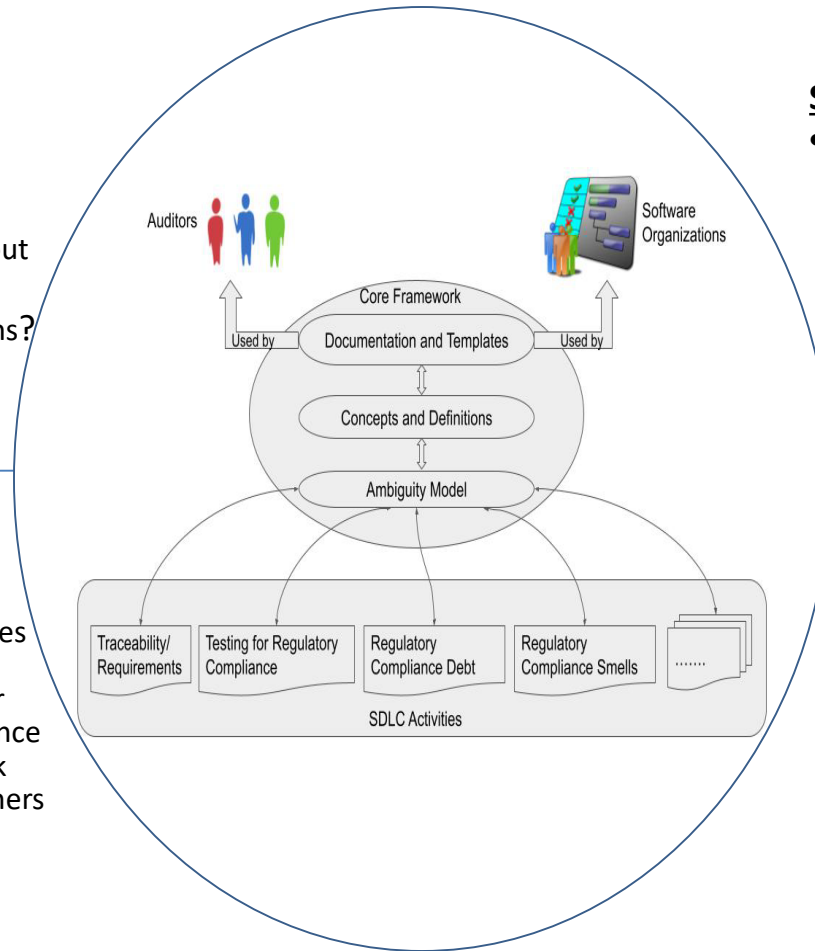 S
•
ut
ns?
Auditors
Software
Organizations
Core Framework
Used by
Documentation and Templates
Used by
Concepts and Definitions
Ambiguity Model
es
r
nce
k
ners
Traceability/
Requirements
Testing for Regulatory
Compliance
Regulatory
Compliance Debt
Regulatory
Compliance Smells
.......
SDLC Activities